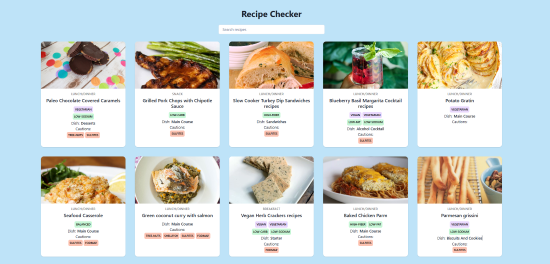 Recipe Checker
Search recipes
LUNCH/DINNER
Paleo Chocolate Covered Caramels
VEGETARIAN
LOW SODIUM
Dish: Desserts
Cautions:
TREE-NUTS SULFITES
Grilled Pork Chops with Chipotle
Sauce
LOW CARB
Dish: Main Course
Cautions:
SULFITES
LUNCH/DINNER
Slow Cooker Turkey Dip Sandwiches
recipes
HIGH FIBER
Dish: Sandwiches
Cautions:
SULFITES
LUNCH/DINNER
Blueberry Basil Margarita Cocktail
recipes
VEGAN VEGETARIAN
LOW FAT LOW SODIUM
Dish: Alcohol Cocktail
Cautions:
SULFITES
LUNCH/DINNER
Potato Gratin
VEGETARIAN
LOW SODIUM
Dish: Main Course
Cautions:
LUNCH/DINNER
Seafood Casserole
BALANCED
Dish: Main Course
Cautions:
SULFITES FODMAP
LUNCH/DINNER
Green coconut curry with salmon
Dish: Main Course
Cautions:
TREE-NUTS SHELLFISH SULFITES FODMAP
BREAKFAST
Vegan Herb Crackers recipes
VEGAN VEGETARIAN
LOW CARB LOW SODIUM
Dish: Starter
Cautions:
FODMAP
LUNCH/DINNER
Baked Chicken Parm
HIGH FIBER LOW FAT
Dish: Main Course
Cautions:
SULFITES
LUNCH/DINNER
Parmesan grissini
VEGETARIAN
LOW SODIUM
Dish: Biscuits And Cookies
Cautions:
SULFITES